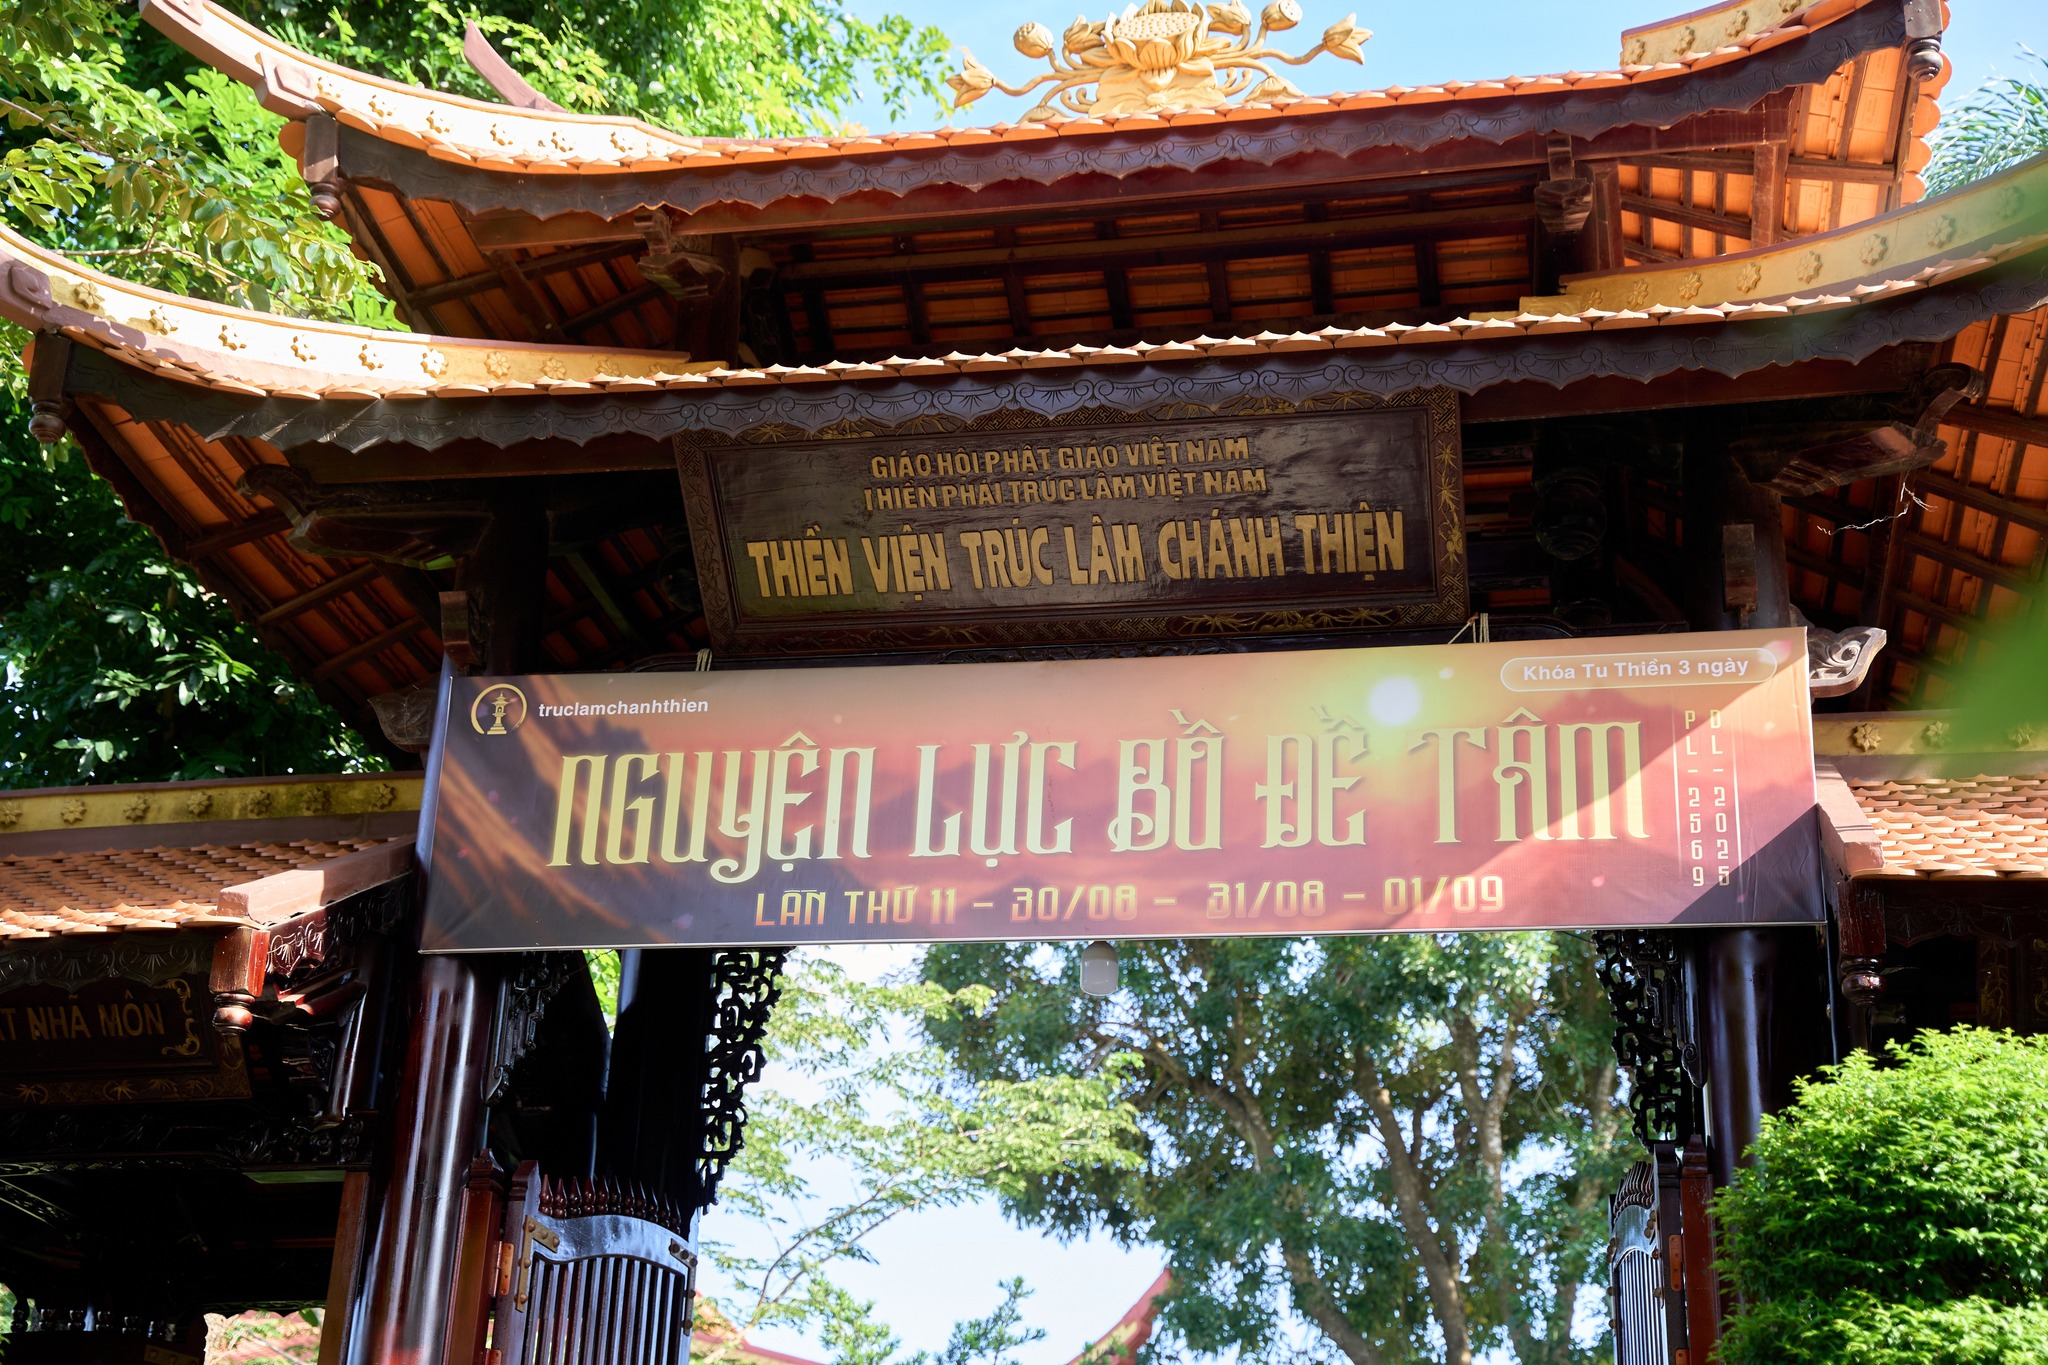 GIÁO HỘI PHẬT GIÁO VIỆT NAM
THIỀN PHÁI TRÚC LÂM VIỆT NAM
THIỀN VIỆN TRÚC LÂM CHÁNH THIỆN
Khóa Tu Thiền 3 ngày
truclamchanhthien
NGUYỆN LỰC BỒ ĐỀ TÂM
PL-2569
DL-2025
LẦN THỨ 11 - 30/08 - 31/08 - 01/09
NHÃ MÔN